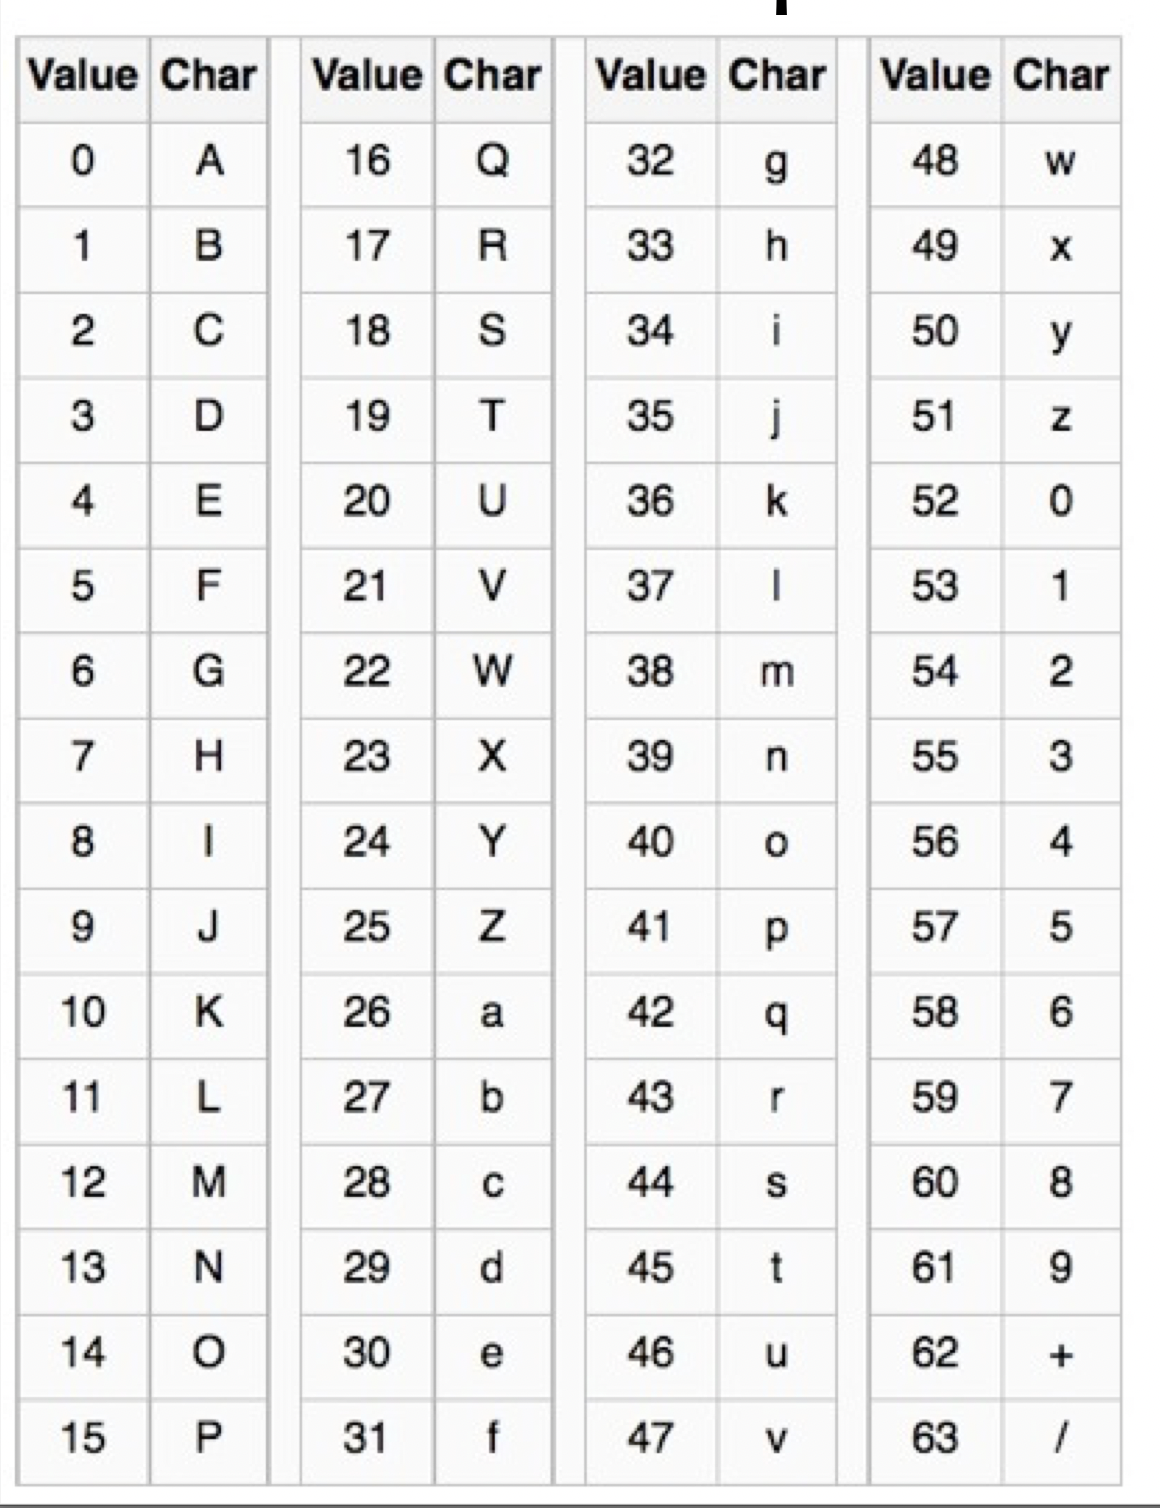 Value Char Value Char Value Char Value Char
0 A 16 Q 32 g 48 w
1 B 17 R 33 h 49 x
2 C 18 S 34 i 50 y
3 D 19 T 35 j 51 z
4 E 20 U 36 k 52 0
5 F 21 V 37 l 53 1
6 G 22 W 38 m 54 2
7 H 23 X 39 n 55 3
8 I 24 Y 40 o 56 4
9 J 25 Z 41 p 57 5
10 K 26 a 42 q 58 6
11 L 27 b 43 r 59 7
12 M 28 c 44 s 60 8
13 N 29 d 45 t 61 9
14 O 30 e 46 u 62 +
15 P 31 f 47 v 63 /